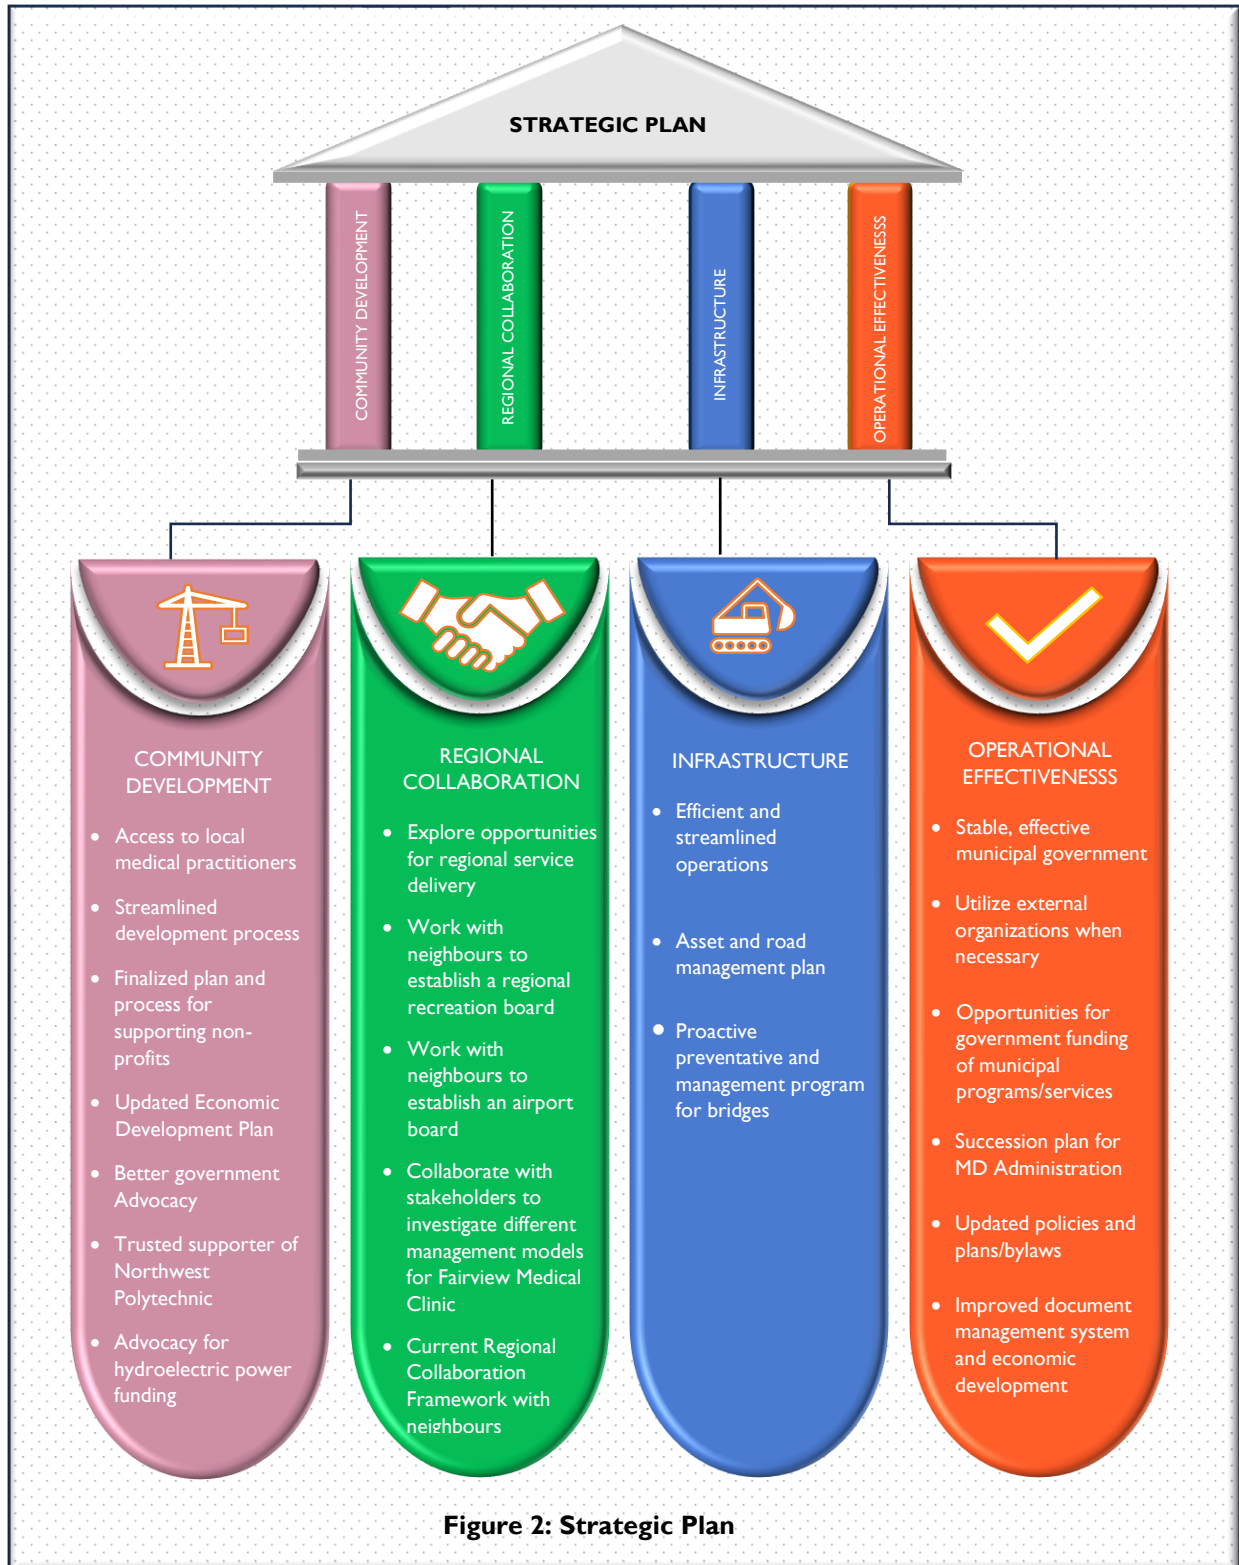 STRATEGIC PLAN
COMMUNITY DEVELOPMENT
REGIONAL COLLABORATION
INFRASTRUCTURE
OPERATIONAL EFFECTIVENESSS
COMMUNITY
DEVELOPMENT
• Access to local
medical practitioners
• Streamlined
development process
• Finalized plan and
process for
supporting non-
profits
• Updated Economic
Development Plan
• Better government
Advocacy
• Trusted supporter of
Northwest
Polytechnic
• Advocacy for
hydroelectric power
funding
REGIONAL
COLLABORATION
• Explore opportunities
for regional service
delivery
• Work with
neighbours to
establish a regional
recreation board
• Work with
neighbours to
establish an airport
board
• Collaborate with
stakeholders to
investigate different
management models
for Fairview Medical
Clinic
• Current Regional
Collaboration
Framework with
neighbours
INFRASTRUCTURE
• Efficient and
streamlined
operations
• Asset and road
management plan
• Proactive
preventative and
management program
for bridges
OPERATIONAL
EFFECTIVENESSS
• Stable, effective
municipal government
• Utilize external
organizations when
necessary
• Opportunities for
government funding
of municipal
programs/services
• Succession plan for
MD Administration
• Updated policies and
plans/bylaws
• Improved document
management system
and economic
development
Figure 2: Strategic Plan